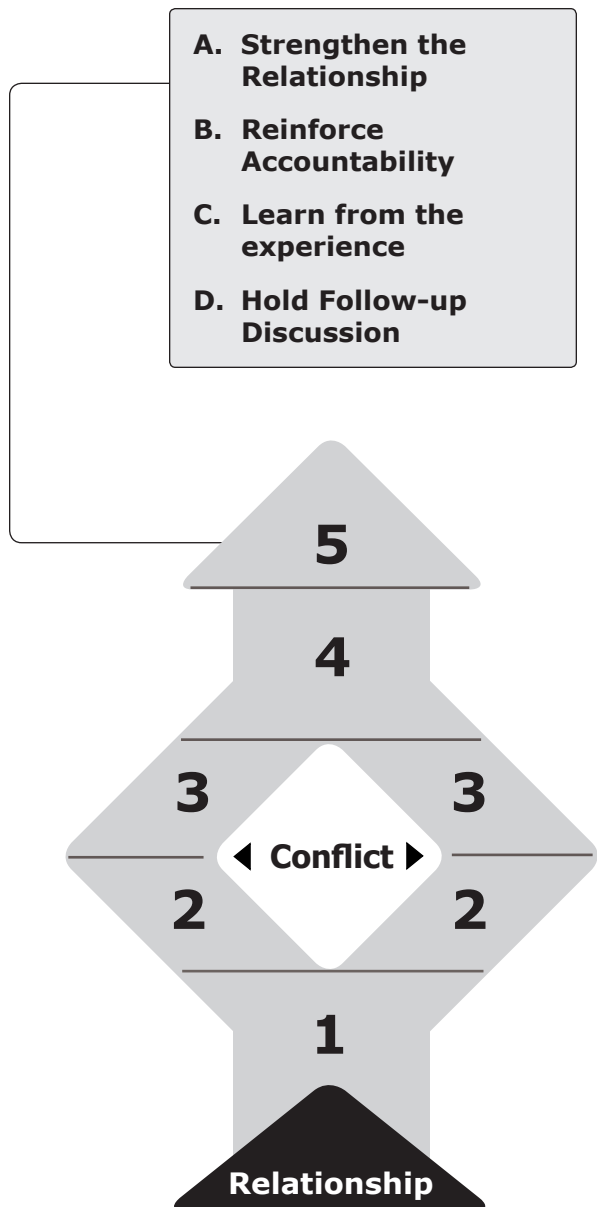 A. Strengthen the
Relationship
B. Reinforce
Accountability
C. Learn from the
experience
D. Hold Follow-up
Discussion
5
4
3 3
Conflict
2 2
1
Relationship